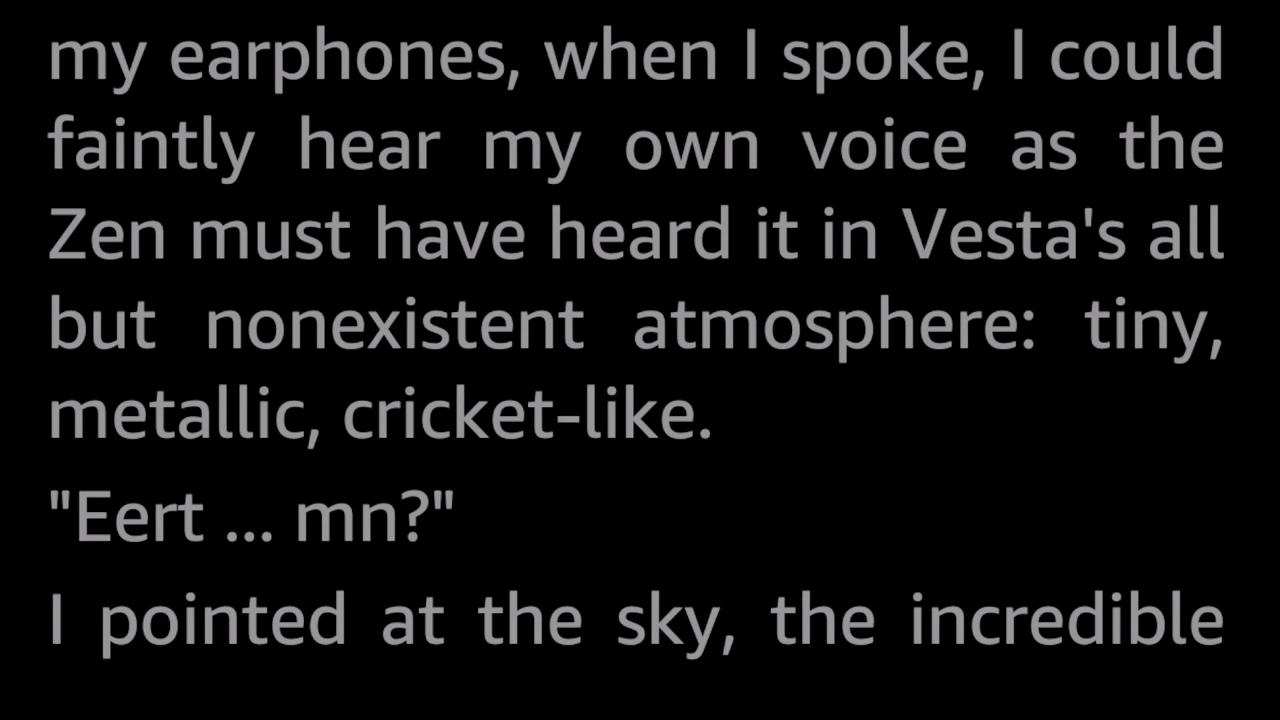 my earphones, when I spoke, I could
faintly hear my own voice as the
Zen must have heard it in Vesta's all
but nonexistent atmosphere: tiny,
metallic, cricket-like.
"Eert ... mn?"
I pointed at the sky, the incredible